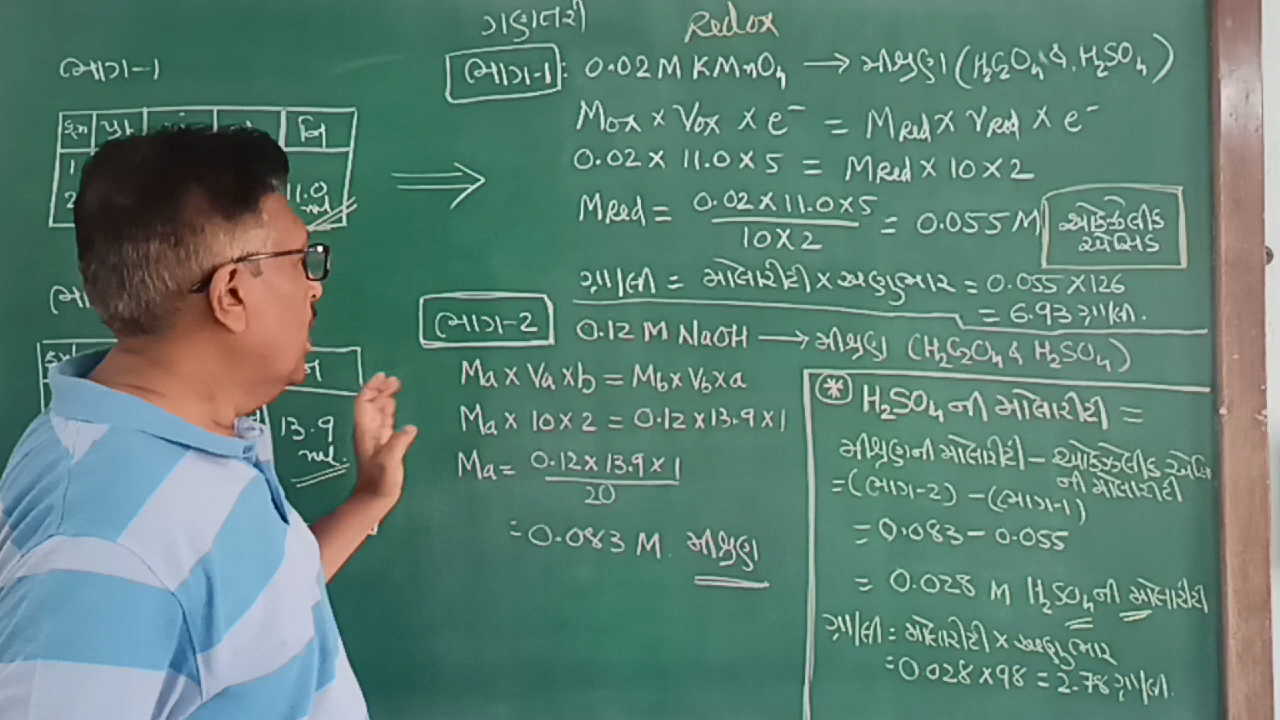 ગણતરી Redox
ભાગ-૧
ક્રમ
નિ
1
2
11.0
ml
13.9
ml.
ભાગ-1 : 0.02 M KMnO4 → મીશ્રણ (H2C2O4 & H2SO4)
Mox × Vox × e⁻ = MRed × VRed × e⁻
0.02 × 11.0 × 5 = MRed × 10 × 2
MRed = 0.02 × 11.0 × 5 / 10 × 2 = 0.055 M ઓક્ઝેલીક એસિડ
ગ્રા/લી = મોલારીટી × અણુભાર = 0.055 × 126
= 6.93 ગ્રા/લી.
ભાગ-2 0.12 M NaOH → મીશ્રણ (H2C2O4 & H2SO4)
Ma × Va × b = Mb × Vb × a
Ma × 10 × 2 = 0.12 × 13.9 × 1
Ma = 0.12 × 13.9 × 1 / 20
= 0.083 M. મીશ્રણ
* H2SO4 ની મોલારીટી =
મીશ્રણની મોલારીટી – ઓક્ઝેલીક
ની મોલારીટી
= (ભાગ-2) – (ભાગ-1)
= 0.083 – 0.055
= 0.028 M H2SO4 ની મોલારીટી
ગ્રા/લી = મોલારીટી × અણુભાર
= 0.028 × 98 = 2.78 ગ્રા/લી.